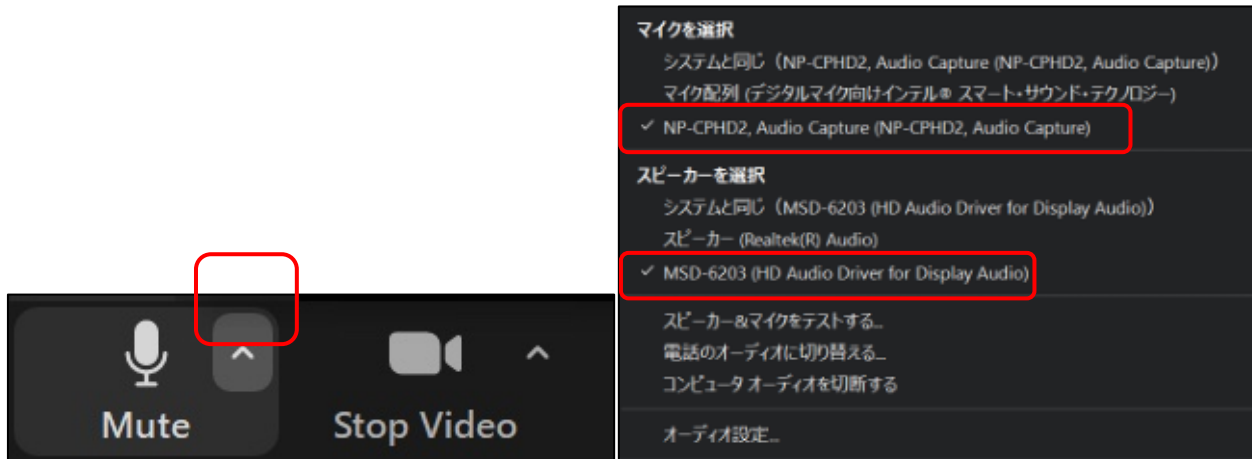 Mute
Stop Video
マイクを選択
システムと同じ (NP-CPHD2, Audio Capture (NP-CPHD2, Audio Capture))
マイク配列 (デジタルマイク向けインテル® スマート・サウンド・テクノロジー)
✓ NP-CPHD2, Audio Capture (NP-CPHD2, Audio Capture)
スピーカーを選択
システムと同じ (MSD-6203 (HD Audio Driver for Display Audio))
スピーカー (Realtek(R) Audio)
✓ MSD-6203 (HD Audio Driver for Display Audio)
スピーカー&マイクをテストする...
電話のオーディオに切り替える...
コンピュータ オーディオを切断する
オーディオ設定...